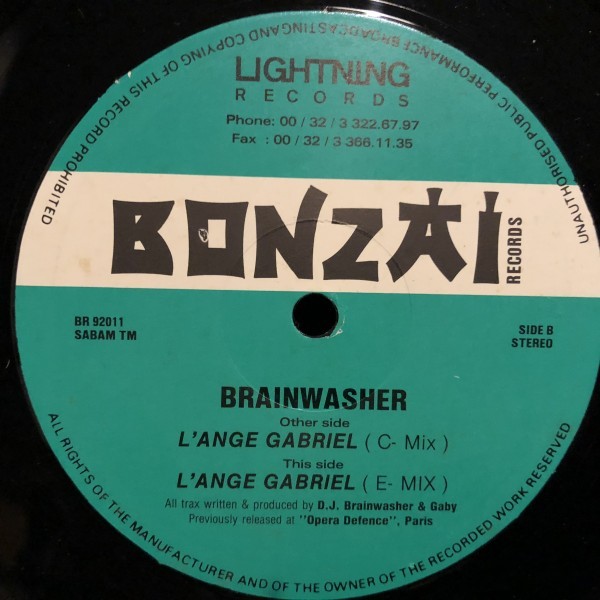 UNAUTHORISED PUBLIC PERFORMANCE BROADCASTING AND COPYING OF THIS RECORD PROHIBITED
LIGHTNING
RECORDS
Phone: 00 / 32 / 3 322.67.97
Fax : 00 / 32 / 3 366.11.35
BONZAI
RECORDS
BR 92011
SABAM TM
SIDE B
STEREO
BRAINWASHER
Other side
L'ANGE GABRIEL ( C- Mix )
This side
L'ANGE GABRIEL ( E- MIX )
All trax written & produced by D.J. Brainwasher & Gaby
Previously released at "Opera Defence", Paris
ALL RIGHTS OF THE MANUFACTURER AND OF THE OWNER OF THE RECORDED WORK RESERVED